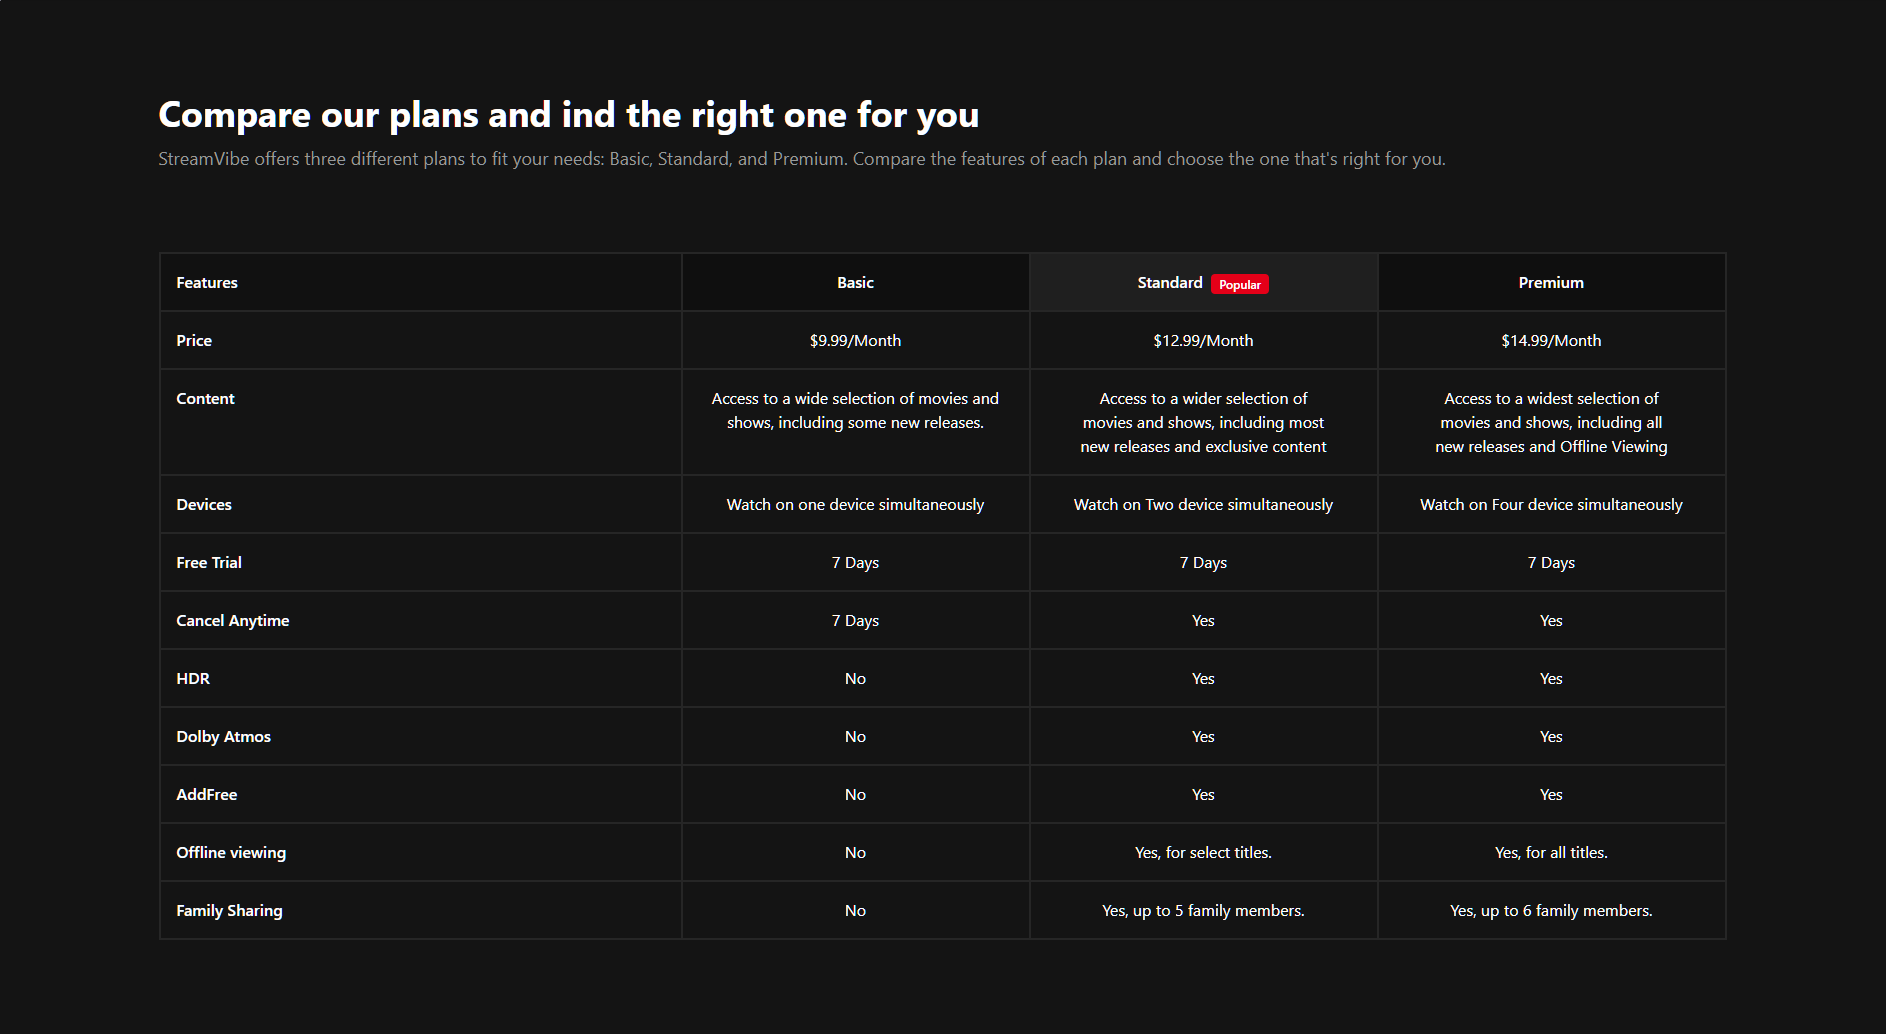 Compare our plans and ind the right one for you
StreamVibe offers three different plans to fit your needs: Basic, Standard, and Premium. Compare the features of each plan and choose the one that's right for you.
Features Basic Standard Popular Premium
Price $9.99/Month $12.99/Month $14.99/Month
Content Access to a wide selection of movies and Access to a wider selection of Access to a widest selection of
shows, including some new releases. movies and shows, including most movies and shows, including all
new releases and exclusive content new releases and Offline Viewing
Devices Watch on one device simultaneously Watch on Two device simultaneously Watch on Four device simultaneously
Free Trial 7 Days 7 Days 7 Days
Cancel Anytime 7 Days Yes Yes
HDR No Yes Yes
Dolby Atmos No Yes Yes
AddFree No Yes Yes
Offline viewing No Yes, for select titles. Yes, for all titles.
Family Sharing No Yes, up to 5 family members. Yes, up to 6 family members.